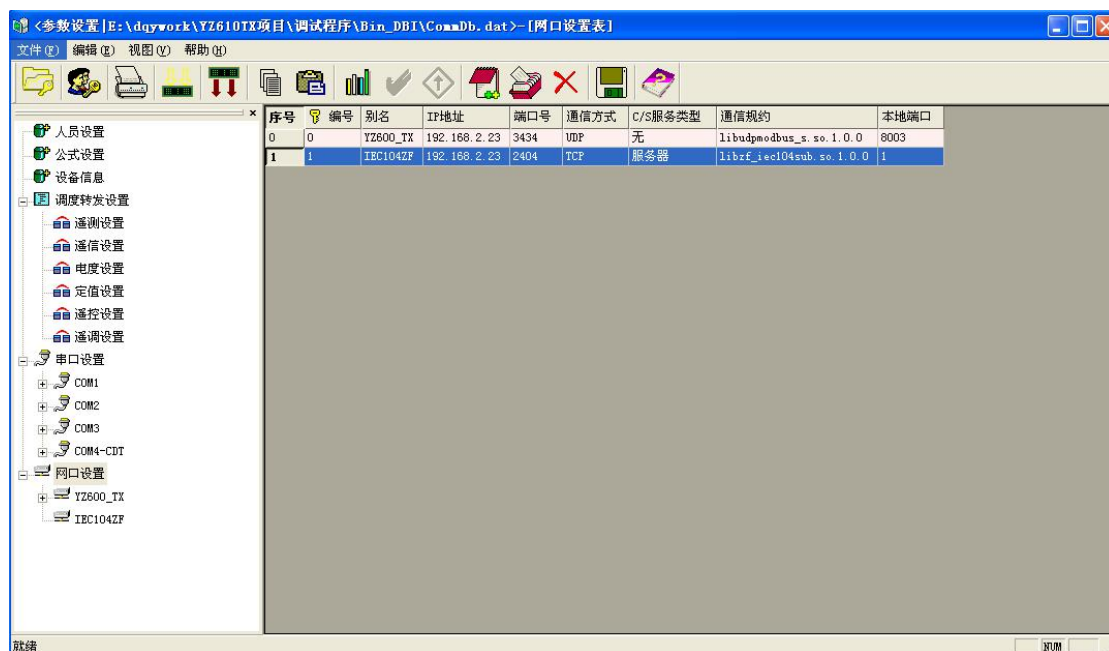 <参数设置|E:\dqywork\YZ610TX项目\调试程序\Bin_DBI\CommDb.dat>-[网口设置表]
文件(F) 编辑(E) 视图(V) 帮助(H)
人员设置
公式设置
设备信息
调度转发设置
遥测设置
遥信设置
电度设置
定值设置
遥控设置
遥调设置
串口设置
COM1
COM2
COM3
COM4-CDT
网口设置
YZ600_TX
IEC104ZF
序号 编号 别名 IP地址 端口号 通信方式 C/S服务类型 通信规约 本地端口
0 0 YZ600_TX 192.168.2.23 3434 UDP 无 libudpmodbus_s.so.1.0.0 8003
1 1 IEC104ZF 192.168.2.23 2404 TCP 服务器 libzf_iec104sub.so.1.0.0 1
就绪 NUM